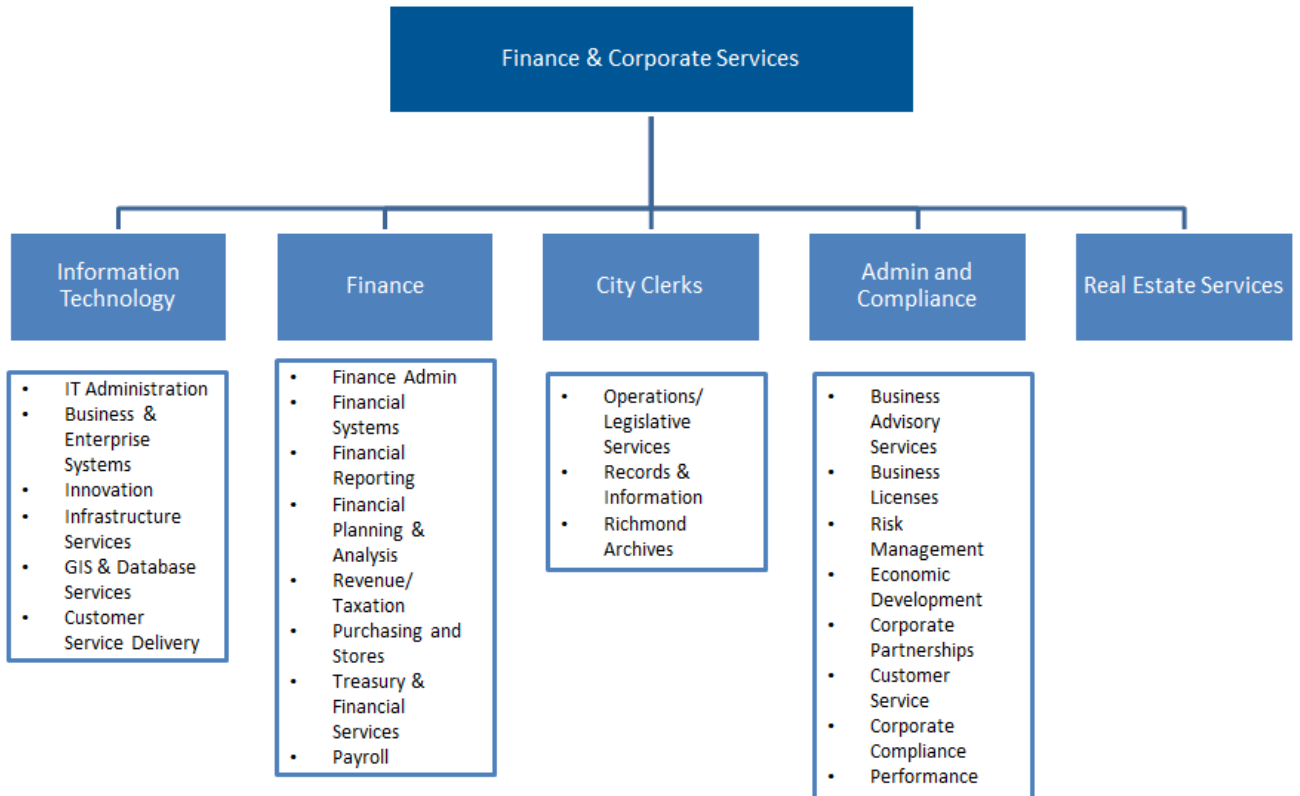 Finance & Corporate Services
Information
Technology
Finance
City Clerks
Admin and
Compliance
Real Estate Services
• IT Administration
• Business &
Enterprise
Systems
• Innovation
• Infrastructure
Services
• GIS & Database
Services
• Customer
Service Delivery
• Finance Admin
• Financial
Systems
• Financial
Reporting
• Financial
Planning &
Analysis
• Revenue/
Taxation
• Purchasing and
Stores
• Treasury &
Financial
Services
• Payroll
• Operations/
Legislative
Services
• Records &
Information
• Richmond
Archives
• Business
Advisory
Services
• Business
Licenses
• Risk
Management
• Economic
Development
• Corporate
Partnerships
• Customer
Service
• Corporate
Compliance
• Performance